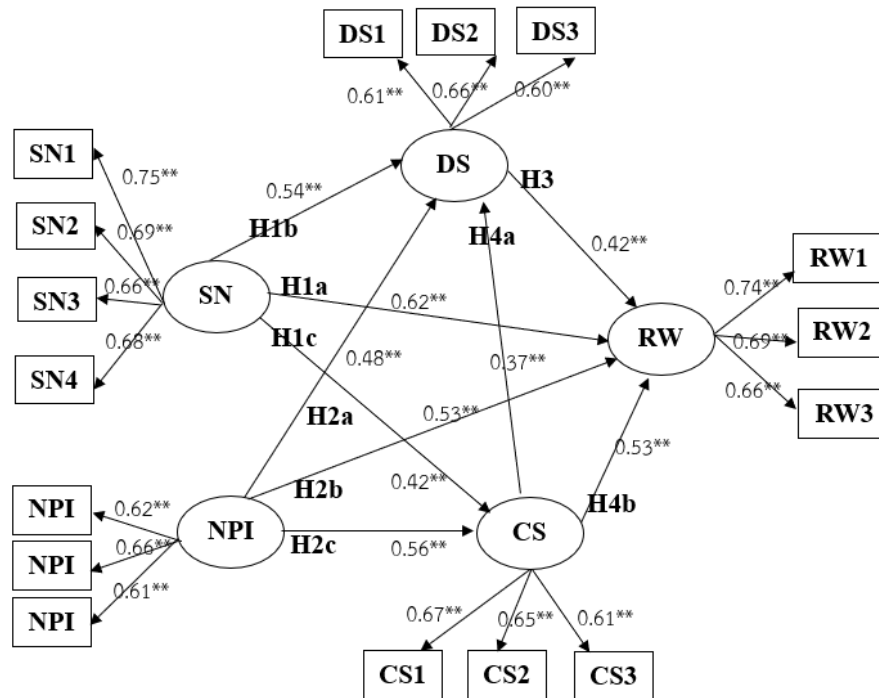 DS1
DS2
DS3
0.61**
0.66**
0.60**
SN1
SN2
SN3
SN4
0.75**
0.69**
0.66**
0.68**
DS
H3
0.54**
H1b
H4a
0.42**
SN
H1a
0.62**
H1c
RW
0.74**
0.69**
0.66**
RW1
RW2
RW3
0.48**
0.37**
H2a
0.53**
0.53**
0.42**
H2b
H4b
NPI
NPI
NPI
0.62**
0.66**
0.61**
NPI
H2c
0.56**
CS
0.67**
0.65**
0.61**
CS1
CS2
CS3